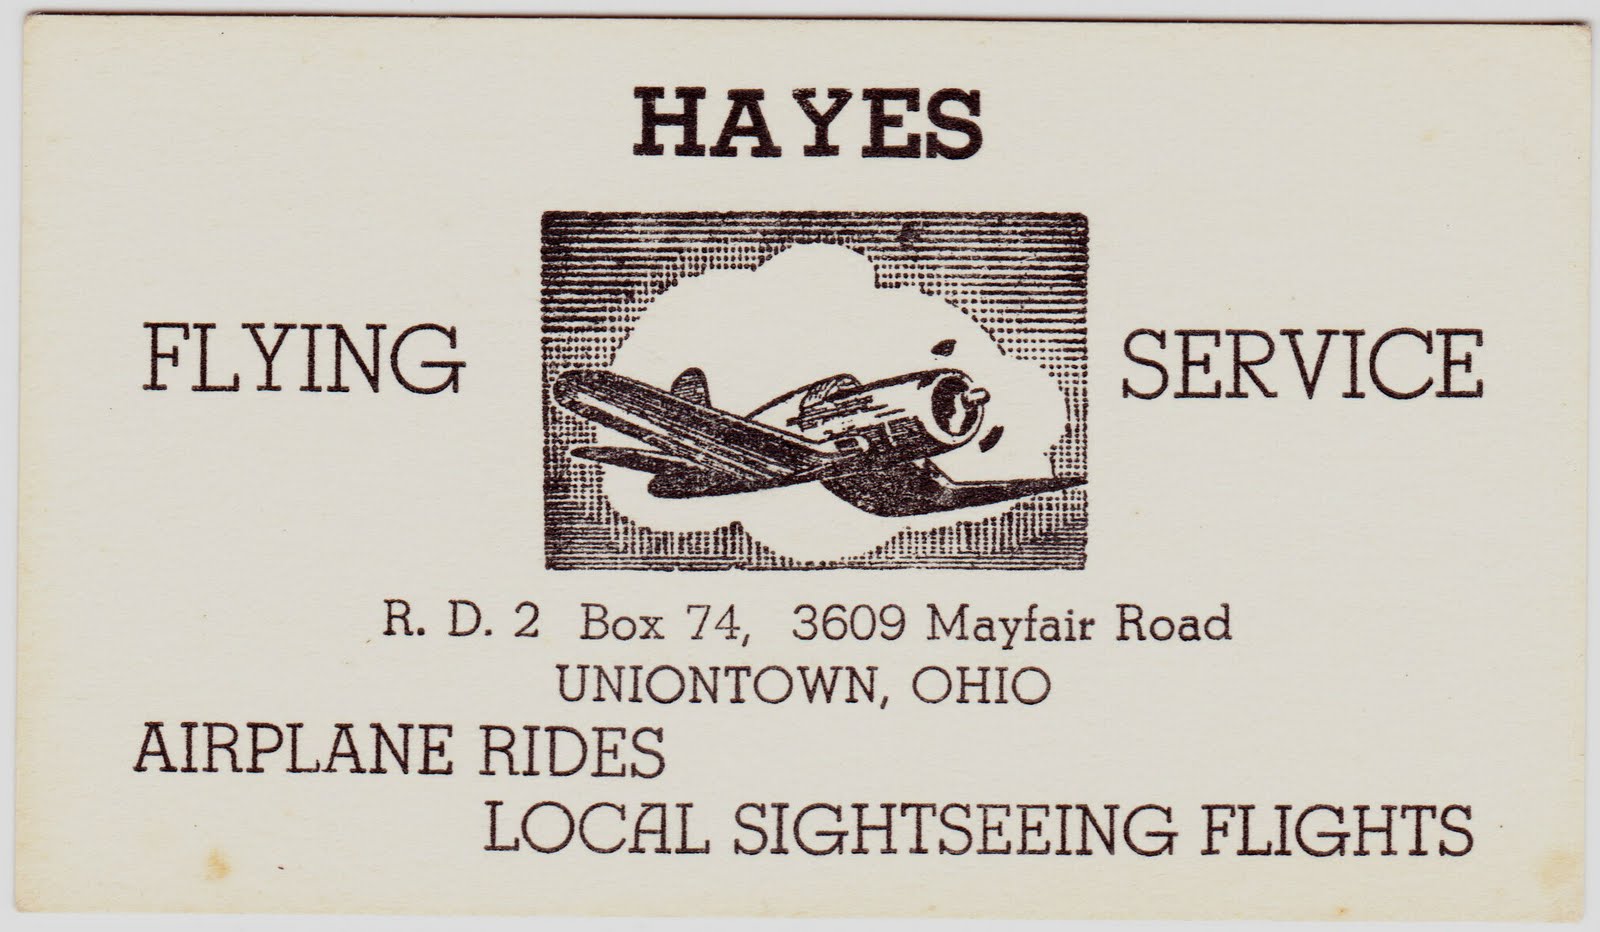 HAYES
FLYING SERVICE
R. D. 2 Box 74, 3609 Mayfair Road
UNIONTOWN, OHIO
AIRPLANE RIDES
LOCAL SIGHTSEEING FLIGHTS